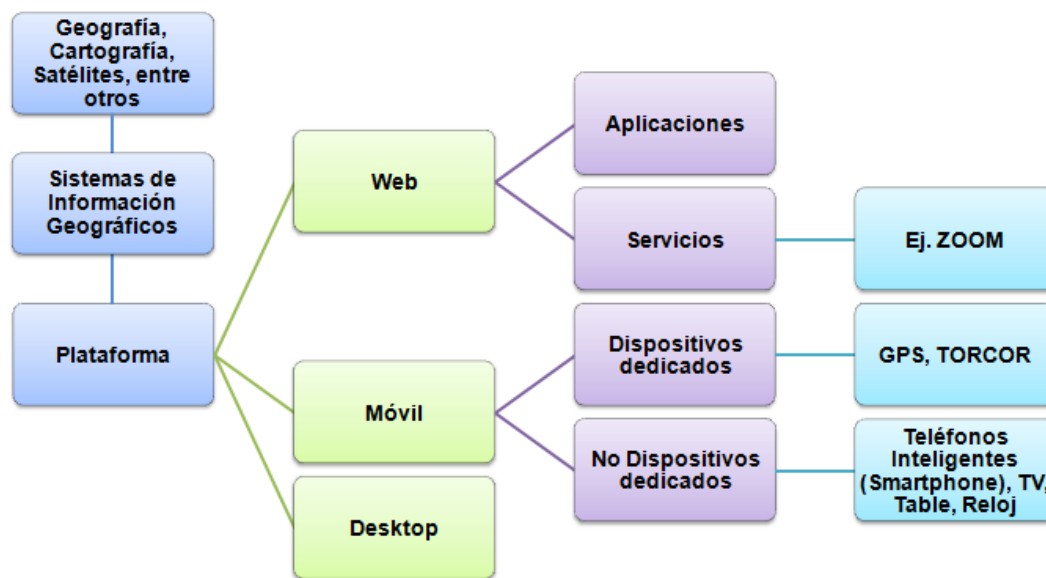 Geografía,
Cartografía,
Satélites, entre
otros
Sistemas de
Información
Geográficos
Plataforma
Web
Móvil
Desktop
Aplicaciones
Servicios
Dispositivos
dedicados
No Dispositivos
dedicados
Ej. ZOOM
GPS, TORCOR
Teléfonos
Inteligentes
(Smartphone), TV,
Table, Reloj